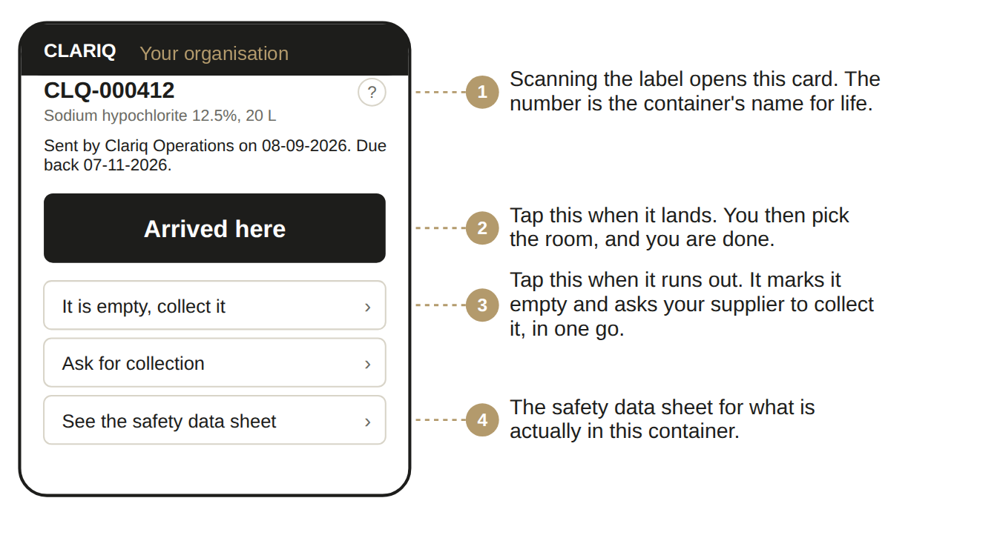 CLARIQ Your organisation
CLQ-000412
?
Sodium hypochlorite 12.5%, 20 L
Sent by Clariq Operations on 08-09-2026. Due
back 07-11-2026.
Arrived here
It is empty, collect it ›
Ask for collection ›
See the safety data sheet ›
1
Scanning the label opens this card. The
number is the container's name for life.
2
Tap this when it lands. You then pick
the room, and you are done.
3
Tap this when it runs out. It marks it
empty and asks your supplier to collect
it, in one go.
4
The safety data sheet for what is
actually in this container.